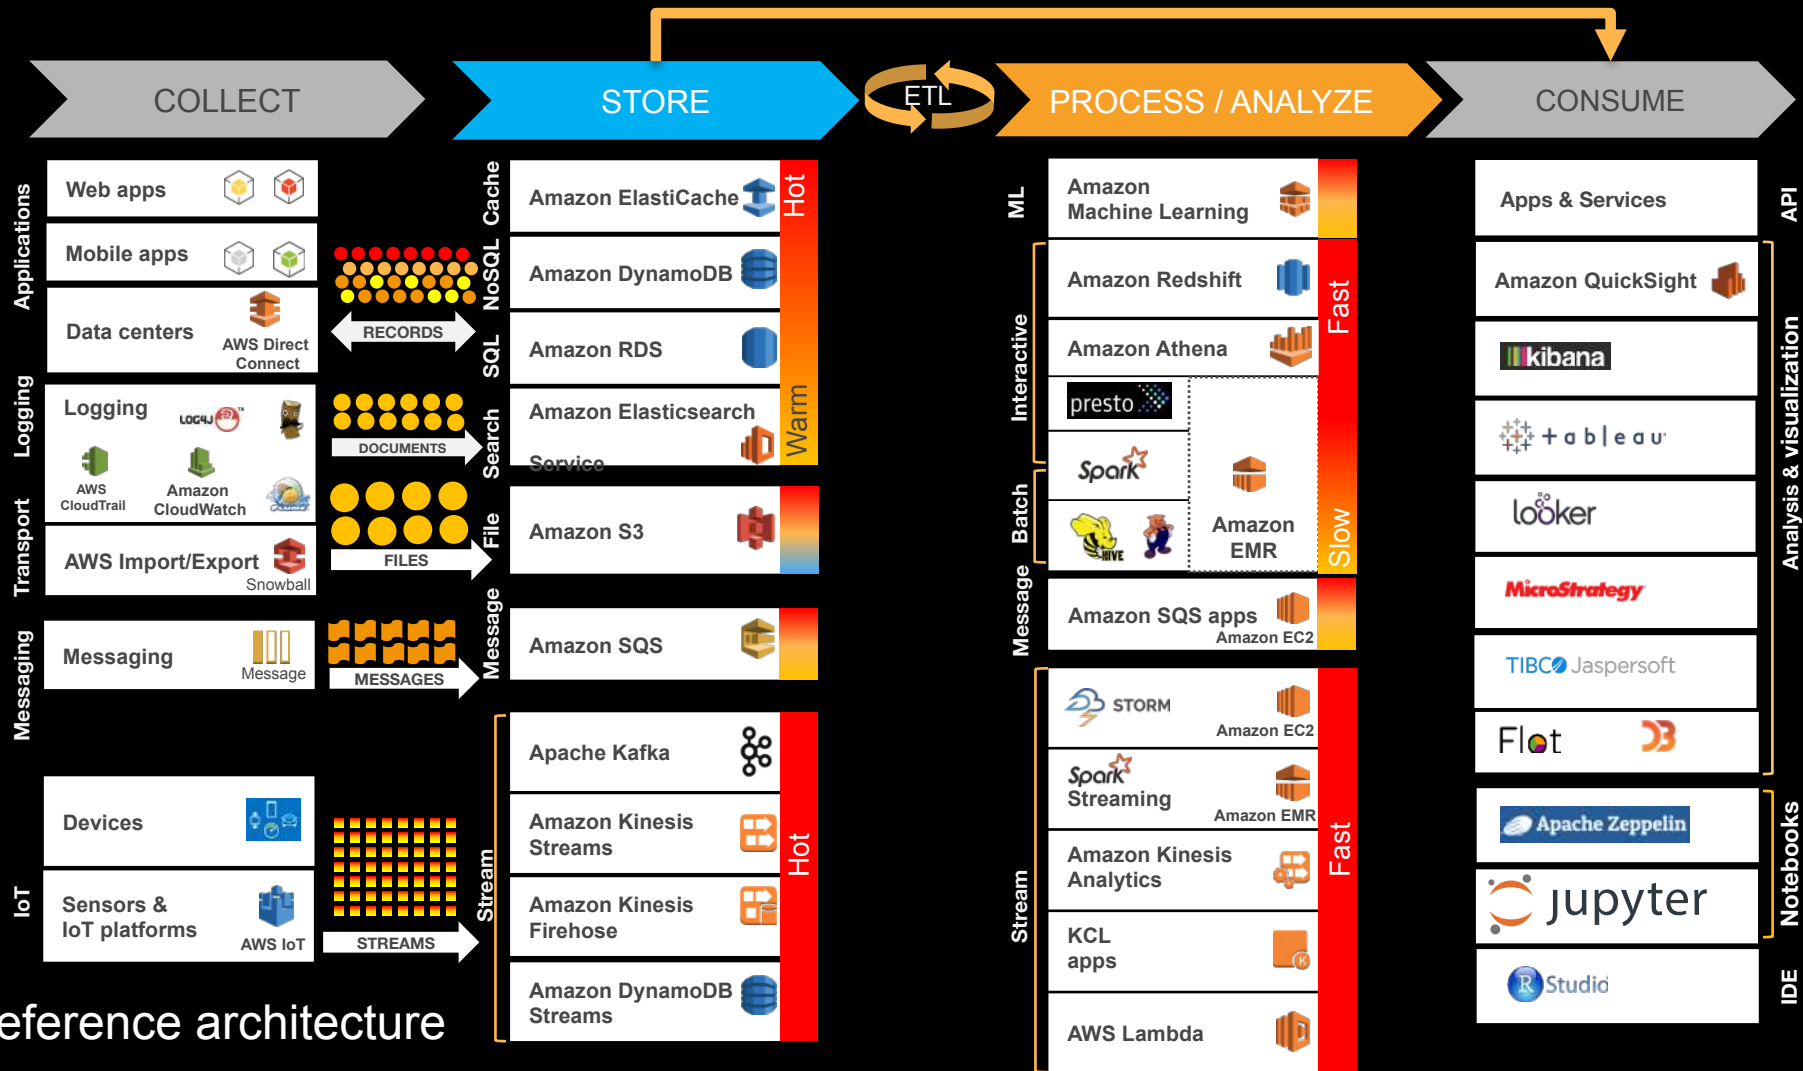 COLLECT
STORE
ETL
PROCESS / ANALYZE
CONSUME
Applications
Web apps
Mobile apps
Data centers
AWS Direct
Connect
Logging
Logging
LOG4J
AWS
CloudTrail
Amazon
CloudWatch
Transport
AWS Import/Export
Snowball
Messaging
Messaging
Message
IoT
Devices
Sensors &
IoT platforms
AWS IoT
RECORDS
DOCUMENTS
FILES
MESSAGES
STREAMS
Cache
Amazon ElastiCache
NoSQL
Amazon DynamoDB
SQL
Amazon RDS
Search
Amazon Elasticsearch
Service
Hot
Warm
File
Amazon S3
Message
Amazon SQS
Stream
Apache Kafka
Amazon Kinesis
Streams
Amazon Kinesis
Firehose
Amazon DynamoDB
Streams
Hot
ML
Amazon
Machine Learning
Interactive
Amazon Redshift
Amazon Athena
presto
Spark
Batch
HIVE
Amazon
EMR
Fast
Slow
Message
Amazon SQS apps
Amazon EC2
Stream
STORM
Amazon EC2
Spark
Streaming
Amazon EMR
Amazon Kinesis
Analytics
KCL
apps
K
AWS Lambda
Fast
Apps & Services
API
Amazon QuickSight
kibana
+ableau
looker
MicroStrategy
TIBCO Jaspersoft
Flot
D3
Analysis & visualization
Apache Zeppelin
jupyter
Notebooks
R Studio
IDE
eference architecture